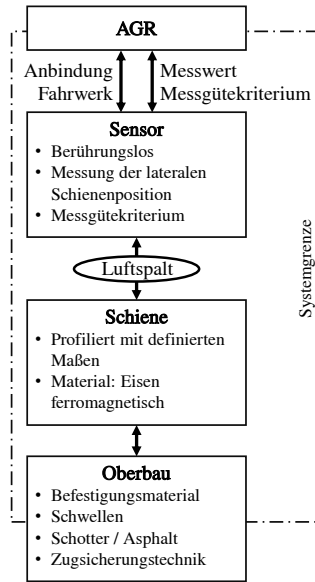 AGR
Anbindung
Fahrwerk
Messwert
Messgütekriterium
Sensor
• Berührungslos
• Messung der lateralen
Schienenposition
• Messgütekriterium
Luftspalt
Schiene
• Profiliert mit definierten
Maßen
• Material: Eisen
ferromagnetisch
Oberbau
• Befestigungsmaterial
• Schwellen
• Schotter / Asphalt
• Zugsicherungstechnik
Systemgrenze